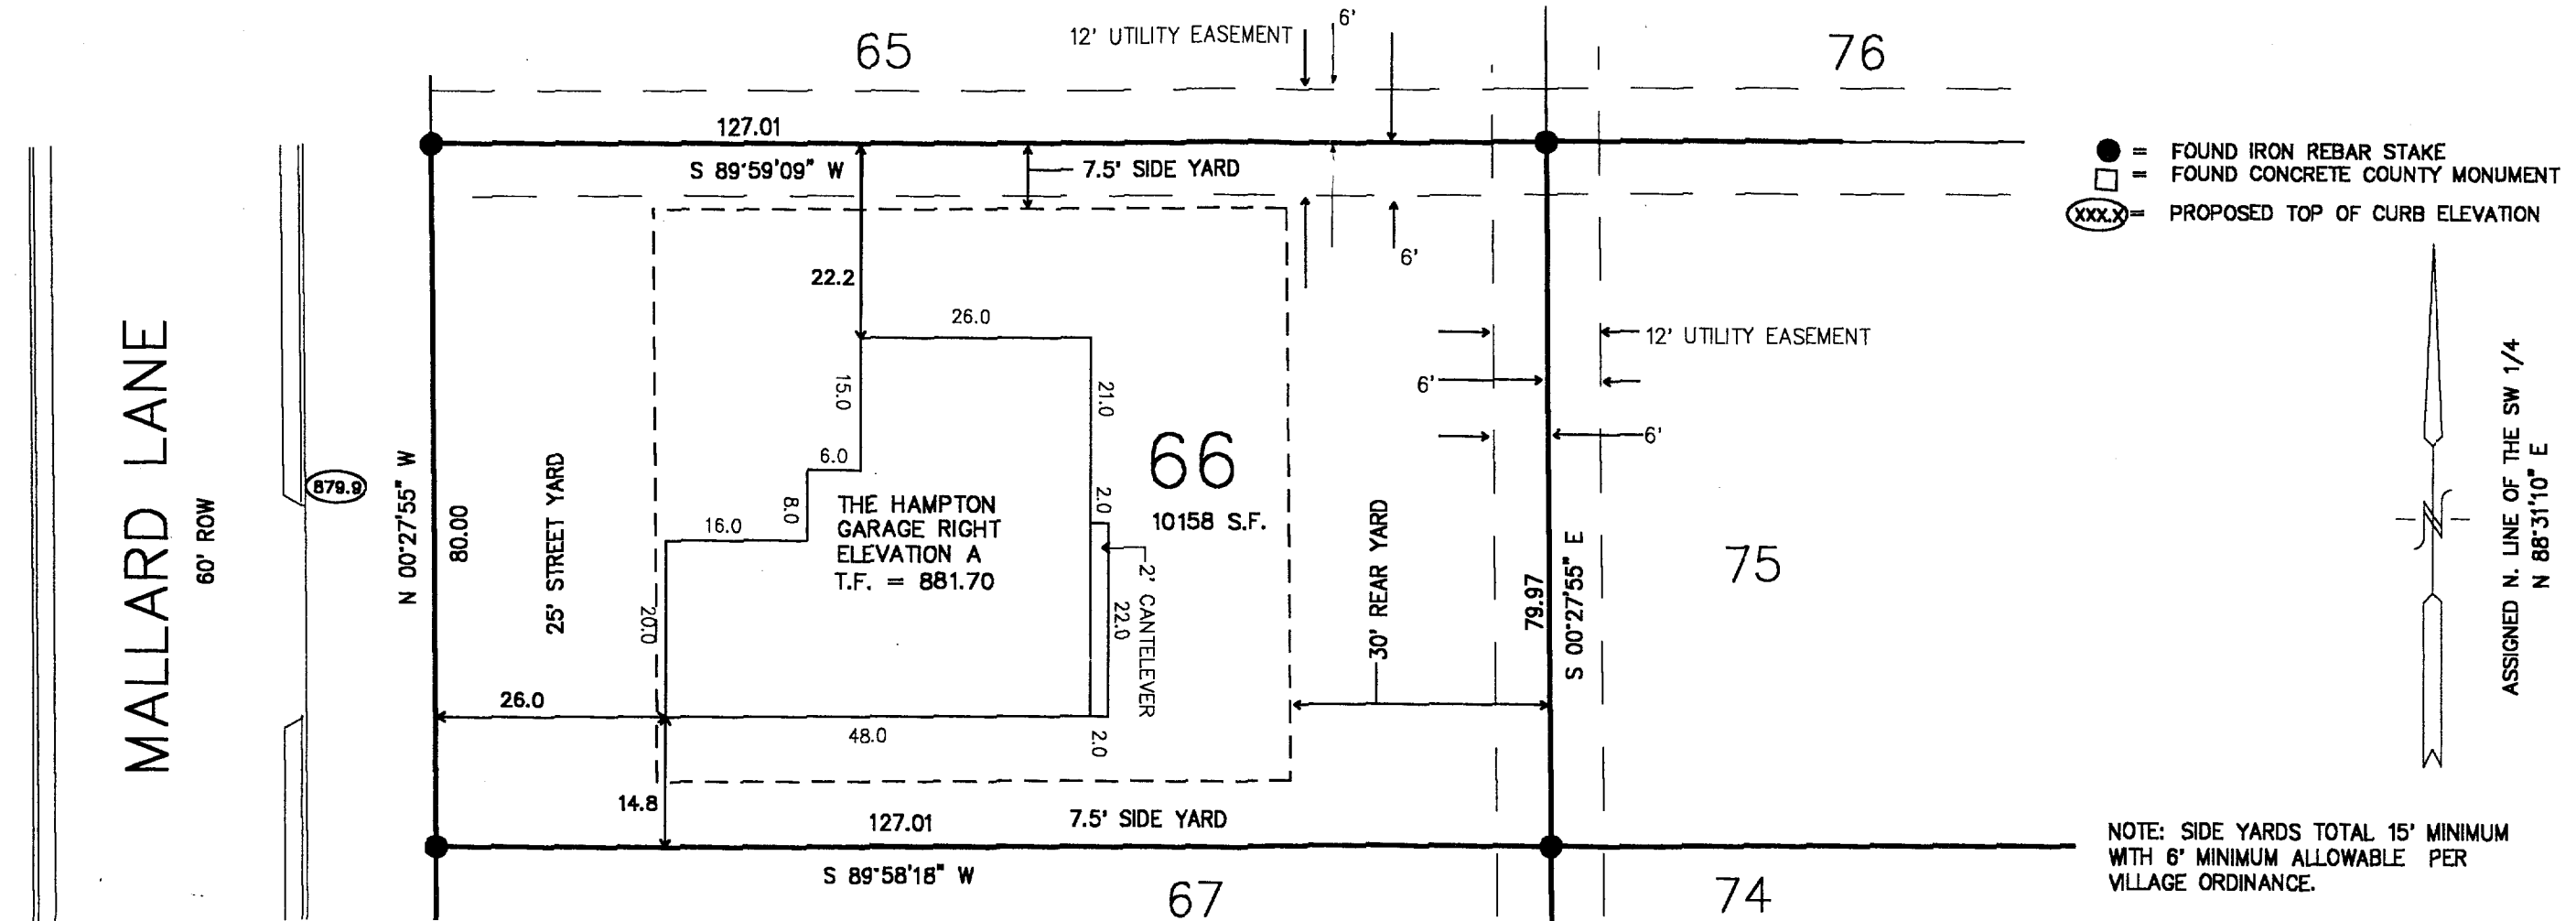 65
12' UTILITY EASEMENT
6'
76
127.01
S 89°59'09" W
7.5' SIDE YARD
= FOUND IRON REBAR STAKE
= FOUND CONCRETE COUNTY MONUMENT
XXX.X = PROPOSED TOP OF CURB ELEVATION
22.2
6'
26.0
12' UTILITY EASEMENT
6'
6'
15.0
21.0
6.0
8.0
16.0
2.0
THE HAMPTON
GARAGE RIGHT
ELEVATION A
T.F. = 881.70
66
10158 S.F.
2' CANTELEVER
22.0
20.0
48.0
2.0
26.0
14.8
MALLARD LANE
60' ROW
879.9
N 00°27'55" W
80.00
25' STREET YARD
30' REAR YARD
79.97
S 00°27'55" E
75
N
ASSIGNED N. LINE OF THE SW 1/4
N 88°31'10" E
127.01
7.5' SIDE YARD
S 89°58'18" W
67
74
NOTE: SIDE YARDS TOTAL 15' MINIMUM
WITH 6' MINIMUM ALLOWABLE PER
VILLAGE ORDINANCE.